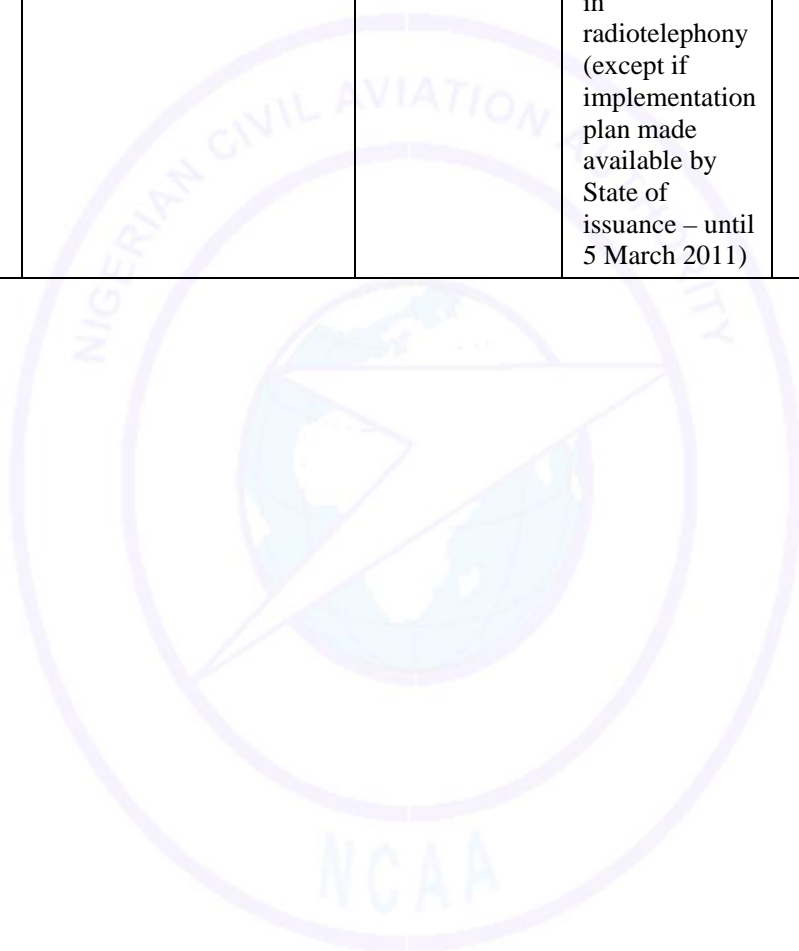 in
radiotelephony
(except if
implementation
plan made
available by
State of
issuance – until
5 March 2011)
NIGERIAN CIVIL AVIATION AUTHORITY
NCAA